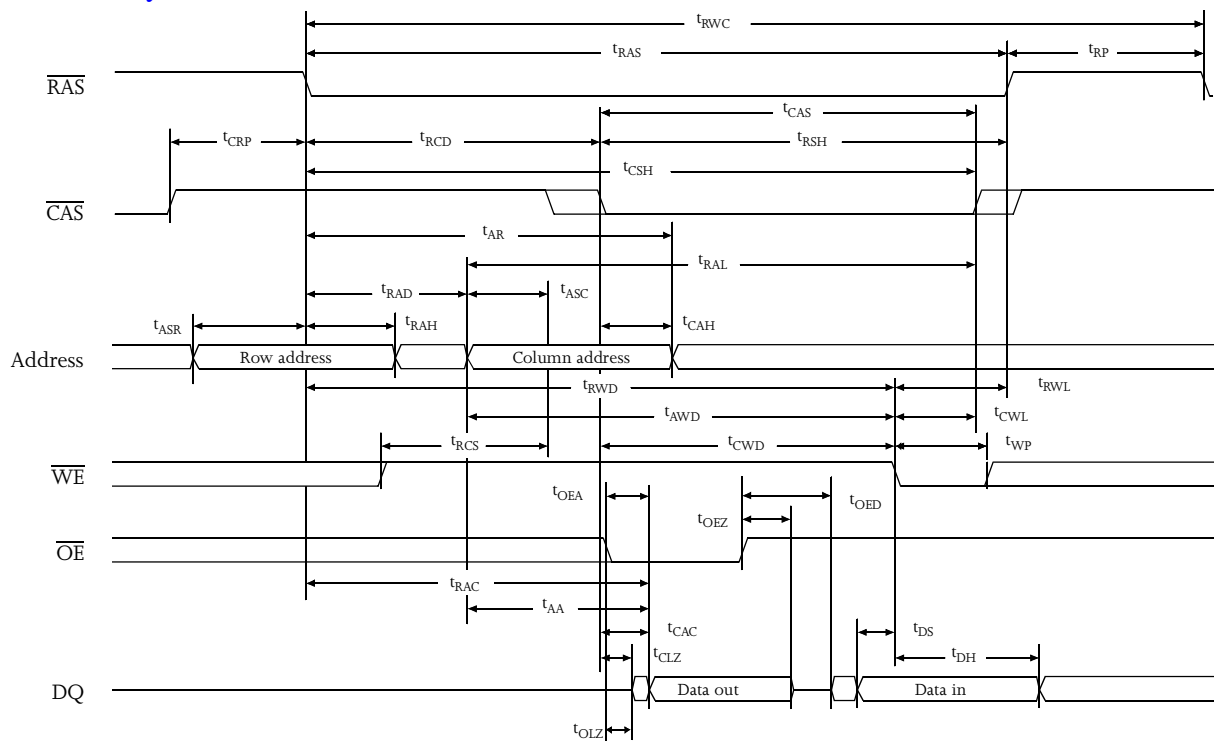 tRWC
tRAS
tRP
RAS
tCAS
tCRP
tRCD
tRSH
tCSH
CAS
tAR
tRAL
tRAD
tASC
tASR
tRAH
tCAH
Address
Row address
Column address
tRWD
tRWL
tAWD
tCWL
tRCS
tCWD
tWP
WE
tOEA
tOED
tOEZ
OE
tRAC
tAA
tCAC
tDS
tCLZ
tDH
DQ
Data out
Data in
tOLZ